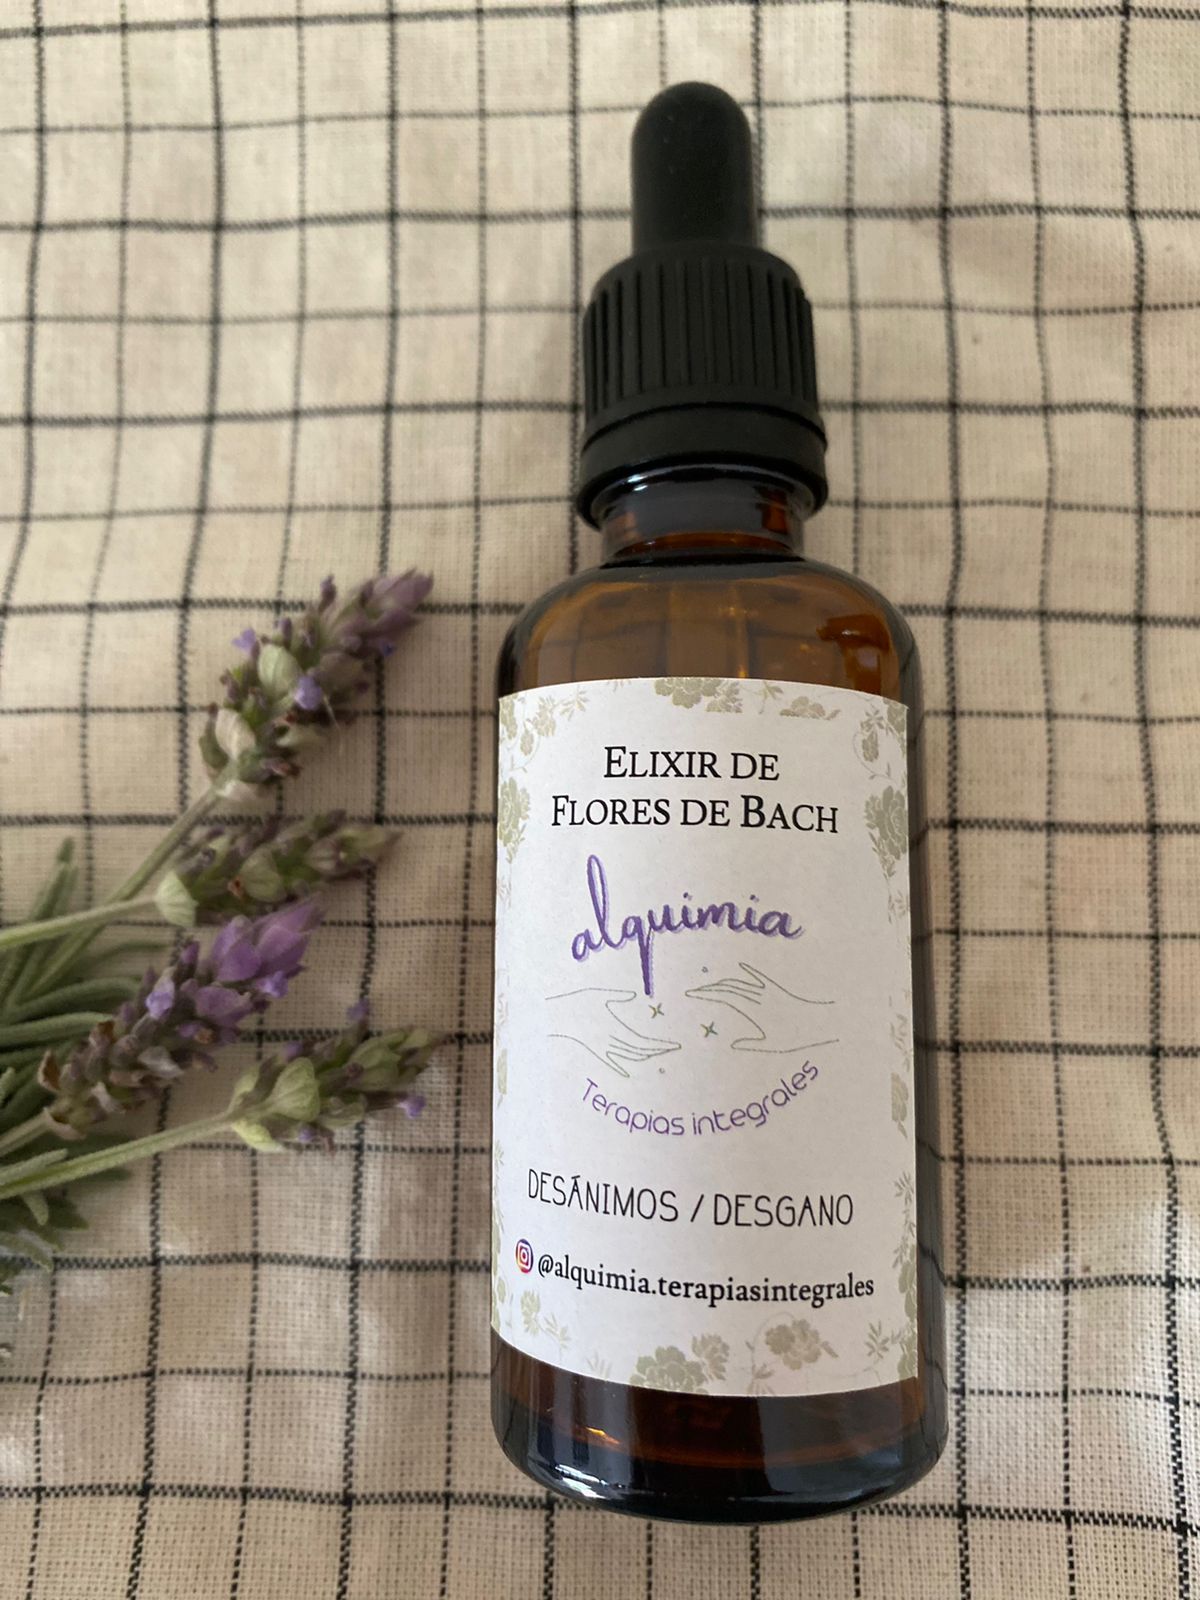 ELIXIR DE
FLORES DE BACH
alquimia
Terapias integrales
DESÁNIMOS / DESGANO
@alquimia.terapiasintegrales